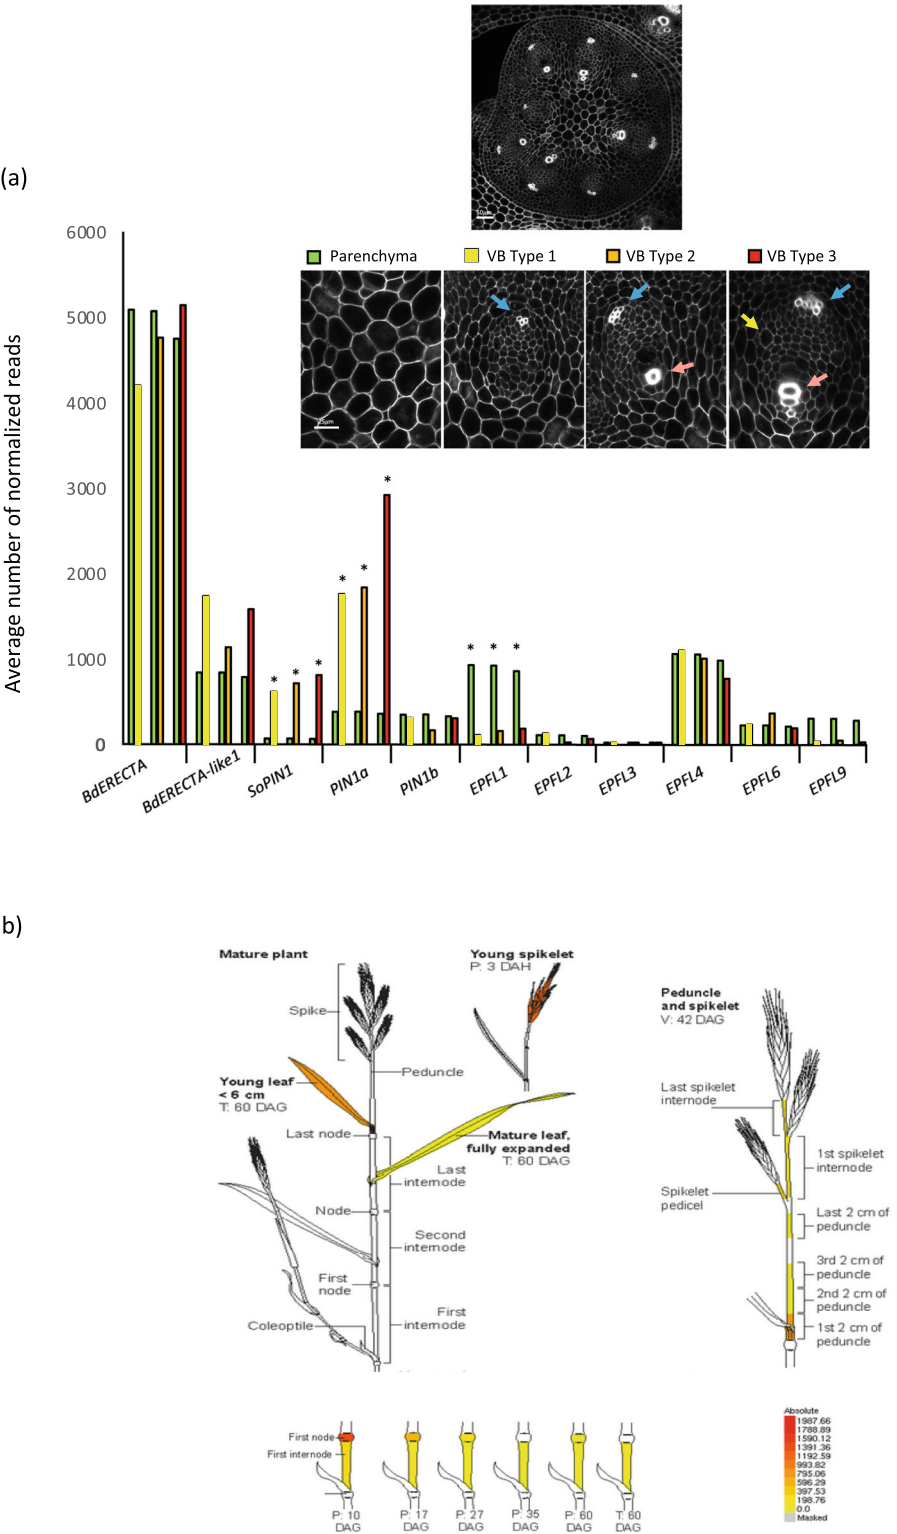 (a)
50μm
Average number of normalized reads
6000
5000
4000
3000
2000
1000
0
Parenchyma
VB Type 1
VB Type 2
VB Type 3
25μm
*
*
*
*
*
*
*
*
*
BdERECTA
BdERECTA-like1
SoPIN1
PIN1a
PIN1b
EPFL1
EPFL2
EPFL3
EPFL4
EPFL6
EPFL9
b)
Mature plant
Spike
Peduncle
Young leaf
< 6 cm
T: 60 DAG
Last node
Mature leaf,
fully expanded
T: 60 DAG
Last
internode
Node
Second
internode
First
node
First
internode
Coleoptile
Young spikelet
P: 3 DAH
Peduncle
and spikelet
V: 42 DAG
Last spikelet
internode
1st spikelet
internode
Spikelet
pedicel
Last 2 cm of
peduncle
3rd 2 cm of
peduncle
2nd 2 cm of
peduncle
1st 2 cm of
peduncle
First node
First internode
P: 10
DAG
P: 17
DAG
P: 27
DAG
P: 35
DAG
P: 60
DAG
T: 60
DAG
Absolute
1987.66
1788.89
1590.12
1391.36
1192.59
993.82
795.06
596.29
397.53
198.76
0.0
Masked